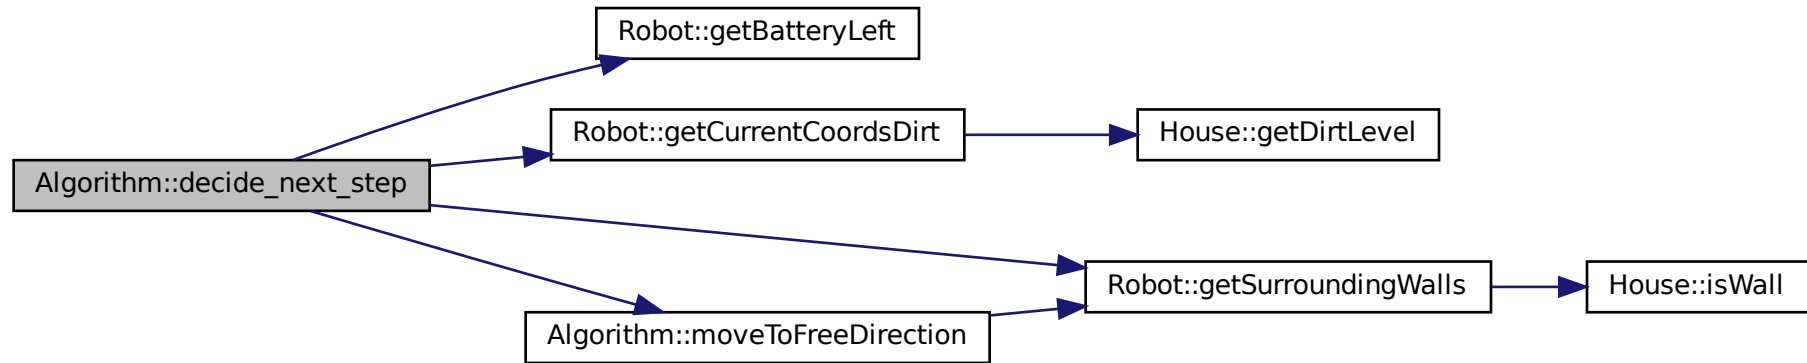 Robot::getBatteryLeft
Robot::getCurrentCoordsDirt
House::getDirtLevel
Algorithm::decide_next_step
Robot::getSurroundingWalls
House::isWall
Algorithm::moveToFreeDirection